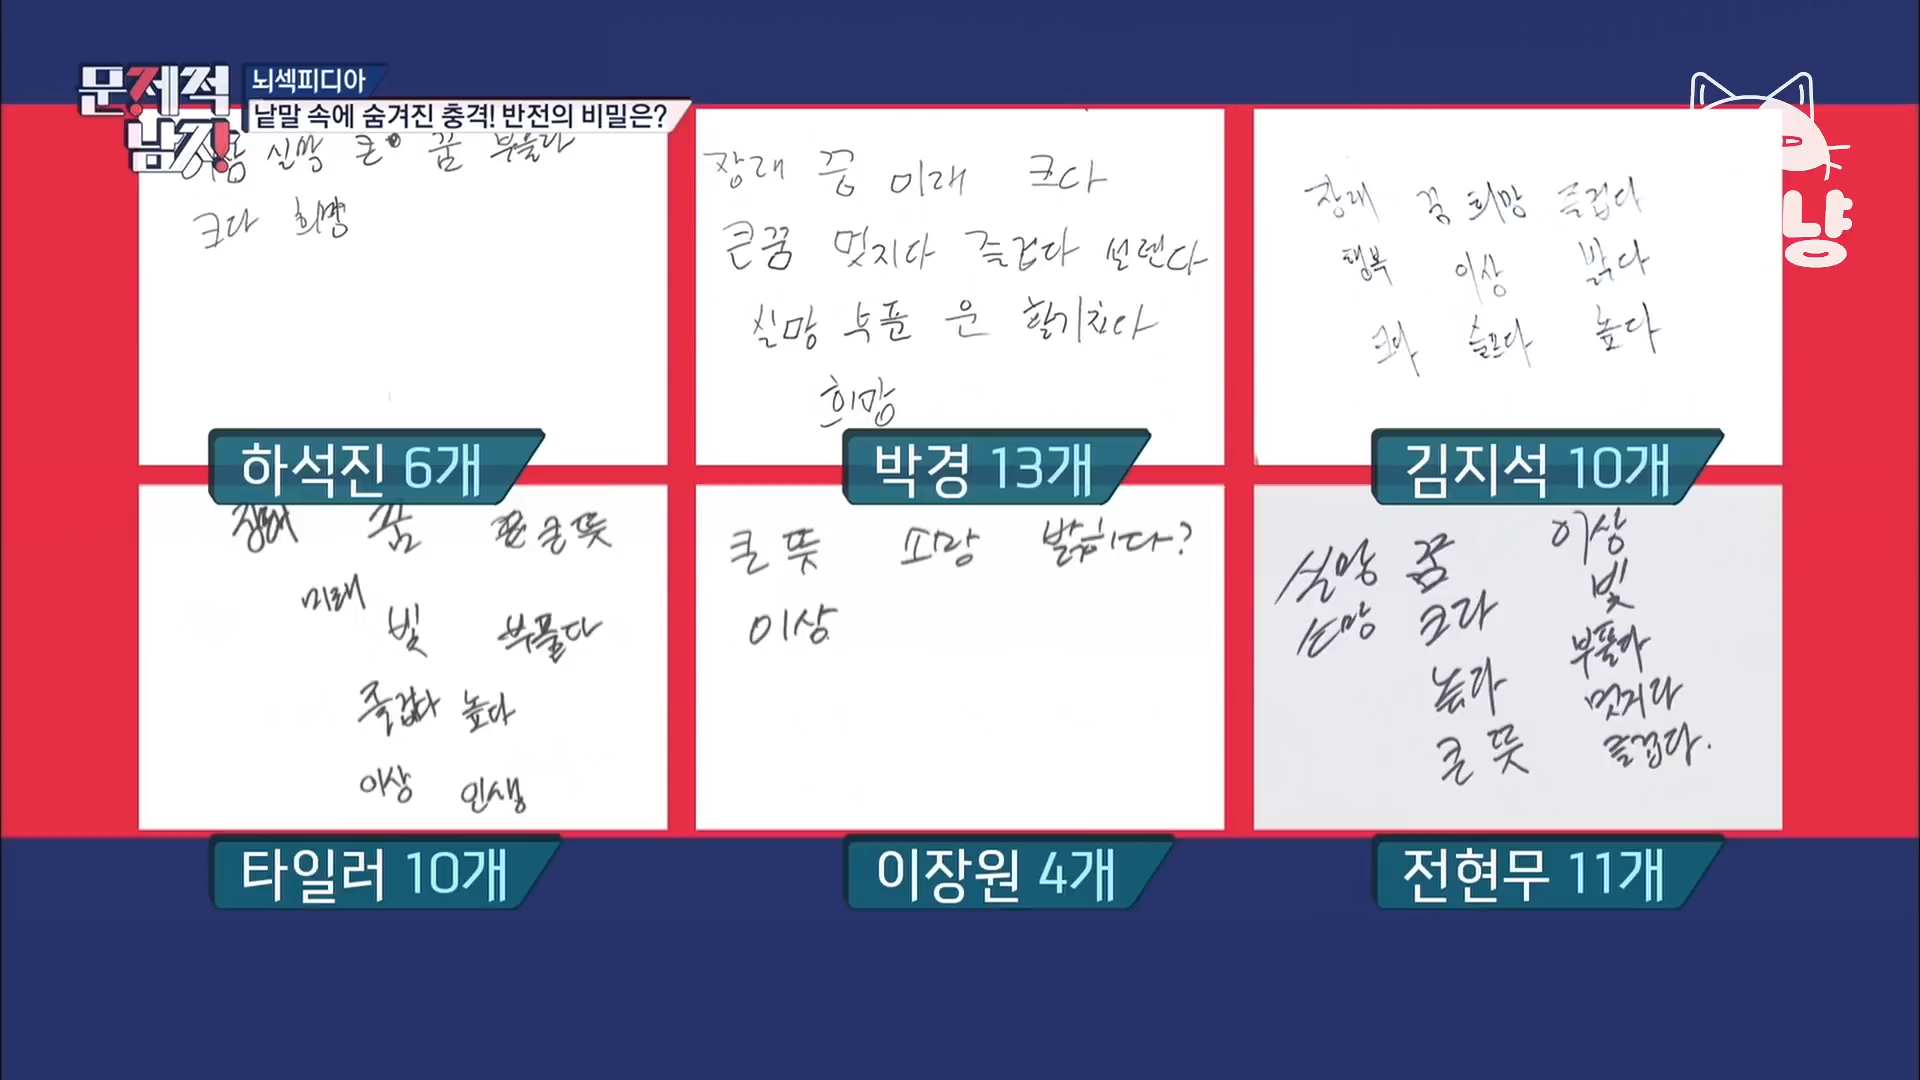 문제적
남자
뇌섹피디아
낱말 속에 숨겨진 충격! 반전의 비밀은?
냥
실망 큰 꿈 부풀다
크다 희망
하석진 6개
장래 꿈 미래 크다
큰꿈 멋지다 즐겁다 설렌다
실망 부푼 운 활기차다
희망
박경 13개
장래 꿈 희망 즐겁다
행복 이상 밝다
크다 슬프다 높다
김지석 10개
장래 꿈 큰 뜻
미래 빛 부풀다
즐겁다 높다
이상 인생
타일러 10개
큰 뜻 소망 밝히다?
이상
이장원 4개
실망 꿈 이상
소망 크다 빛
높다 부풀다
큰 뜻 멋지다
즐겁다.
전현무 11개